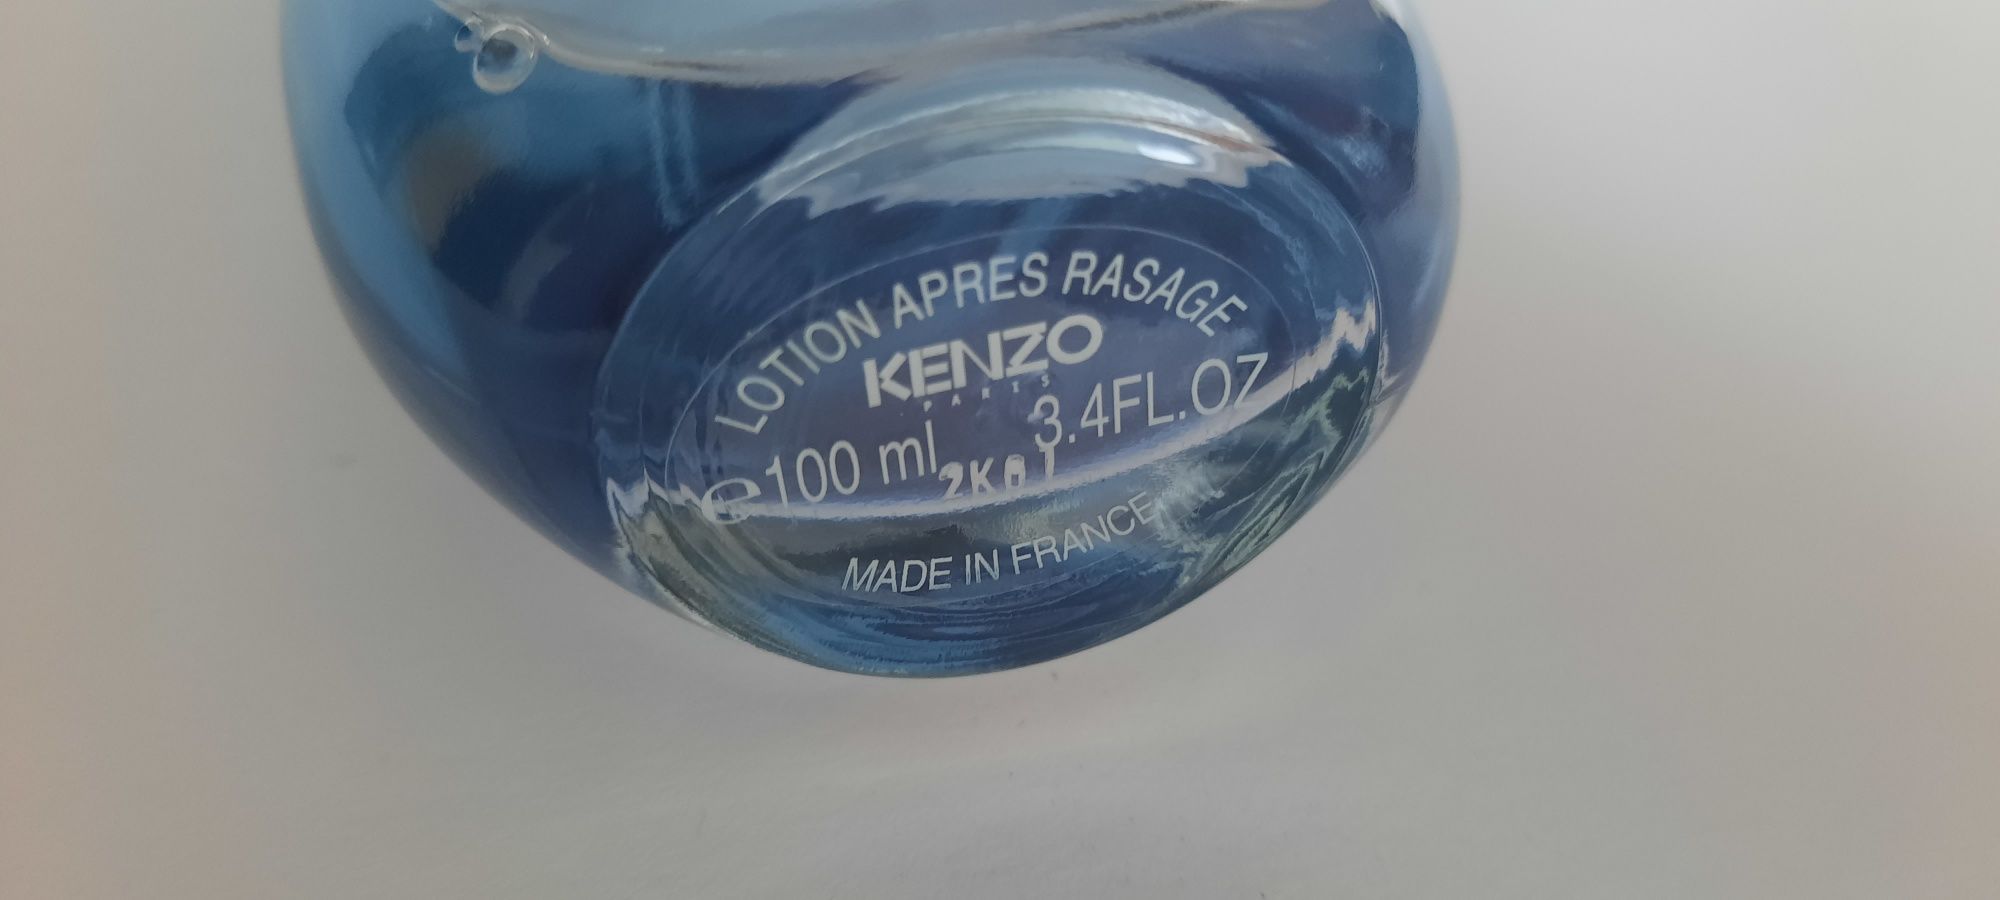 LOTION APRES RASAGE
KENZO
PARIS
℮ 100 ml 3.4FL.OZ
2K01
MADE IN FRANCE